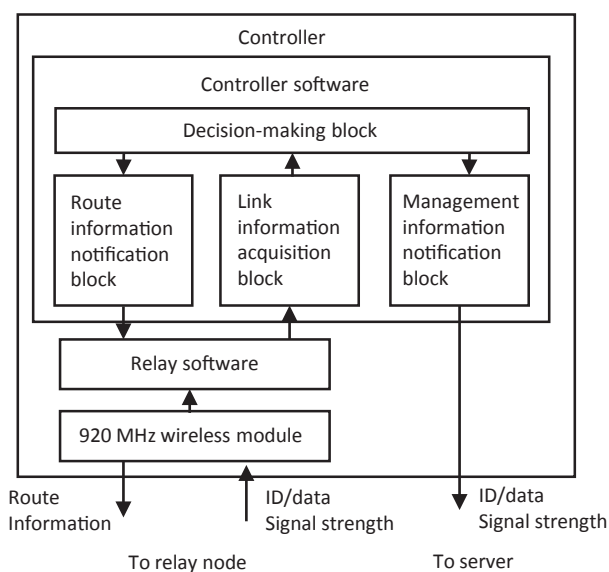 Controller
Controller software
Decision-making block
Route
information
notification
block
Link
information
acquisition
block
Management
information
notification
block
Relay software
920 MHz wireless module
Route
Information
ID/data
Signal strength
ID/data
Signal strength
To relay node
To server